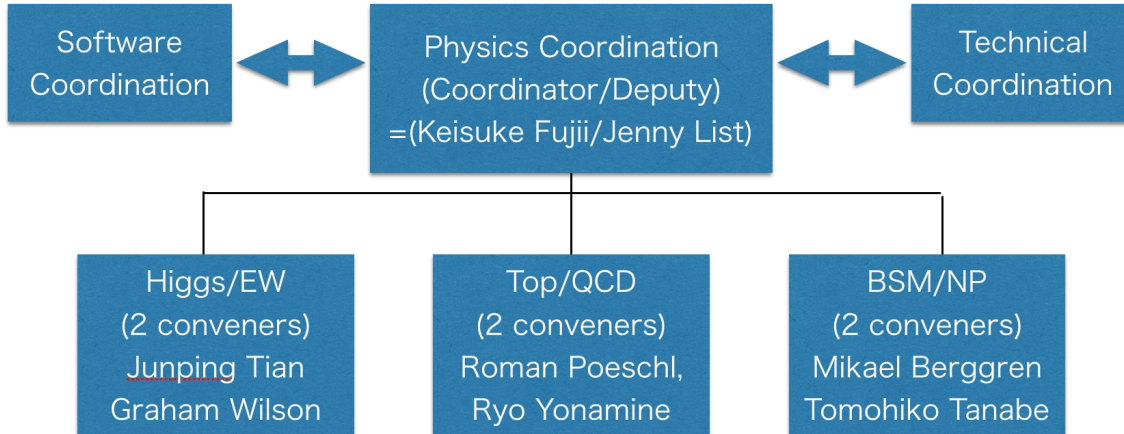 Software
Coordination
Physics Coordination
(Coordinator/Deputy)
=(Keisuke Fujii/Jenny List)
Technical
Coordination
Higgs/EW
(2 conveners)
Junping Tian
Graham Wilson
Top/QCD
(2 conveners)
Roman Poeschl,
Ryo Yonamine
BSM/NP
(2 conveners)
Mikael Berggren
Tomohiko Tanabe